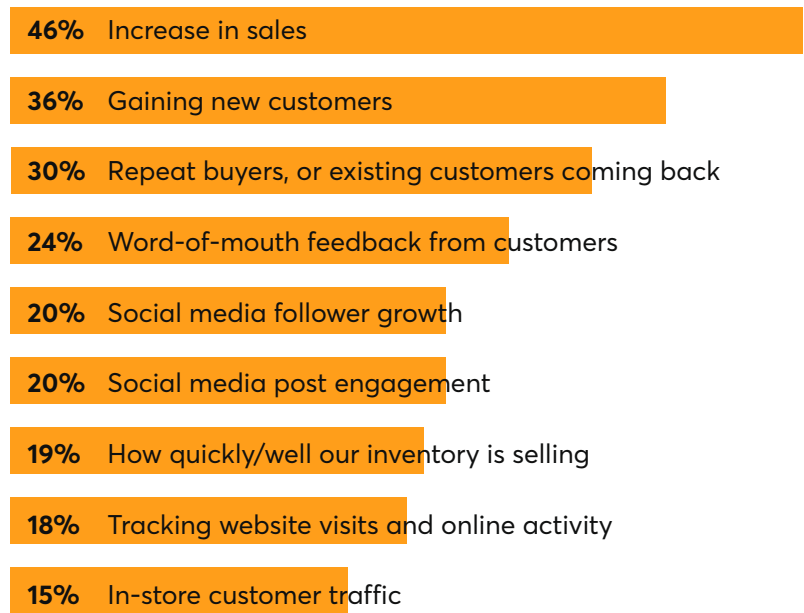 46% Increase in sales
36% Gaining new customers
30% Repeat buyers, or existing customers coming back
24% Word-of-mouth feedback from customers
20% Social media follower growth
20% Social media post engagement
19% How quickly/well our inventory is selling
18% Tracking website visits and online activity
15% In-store customer traffic